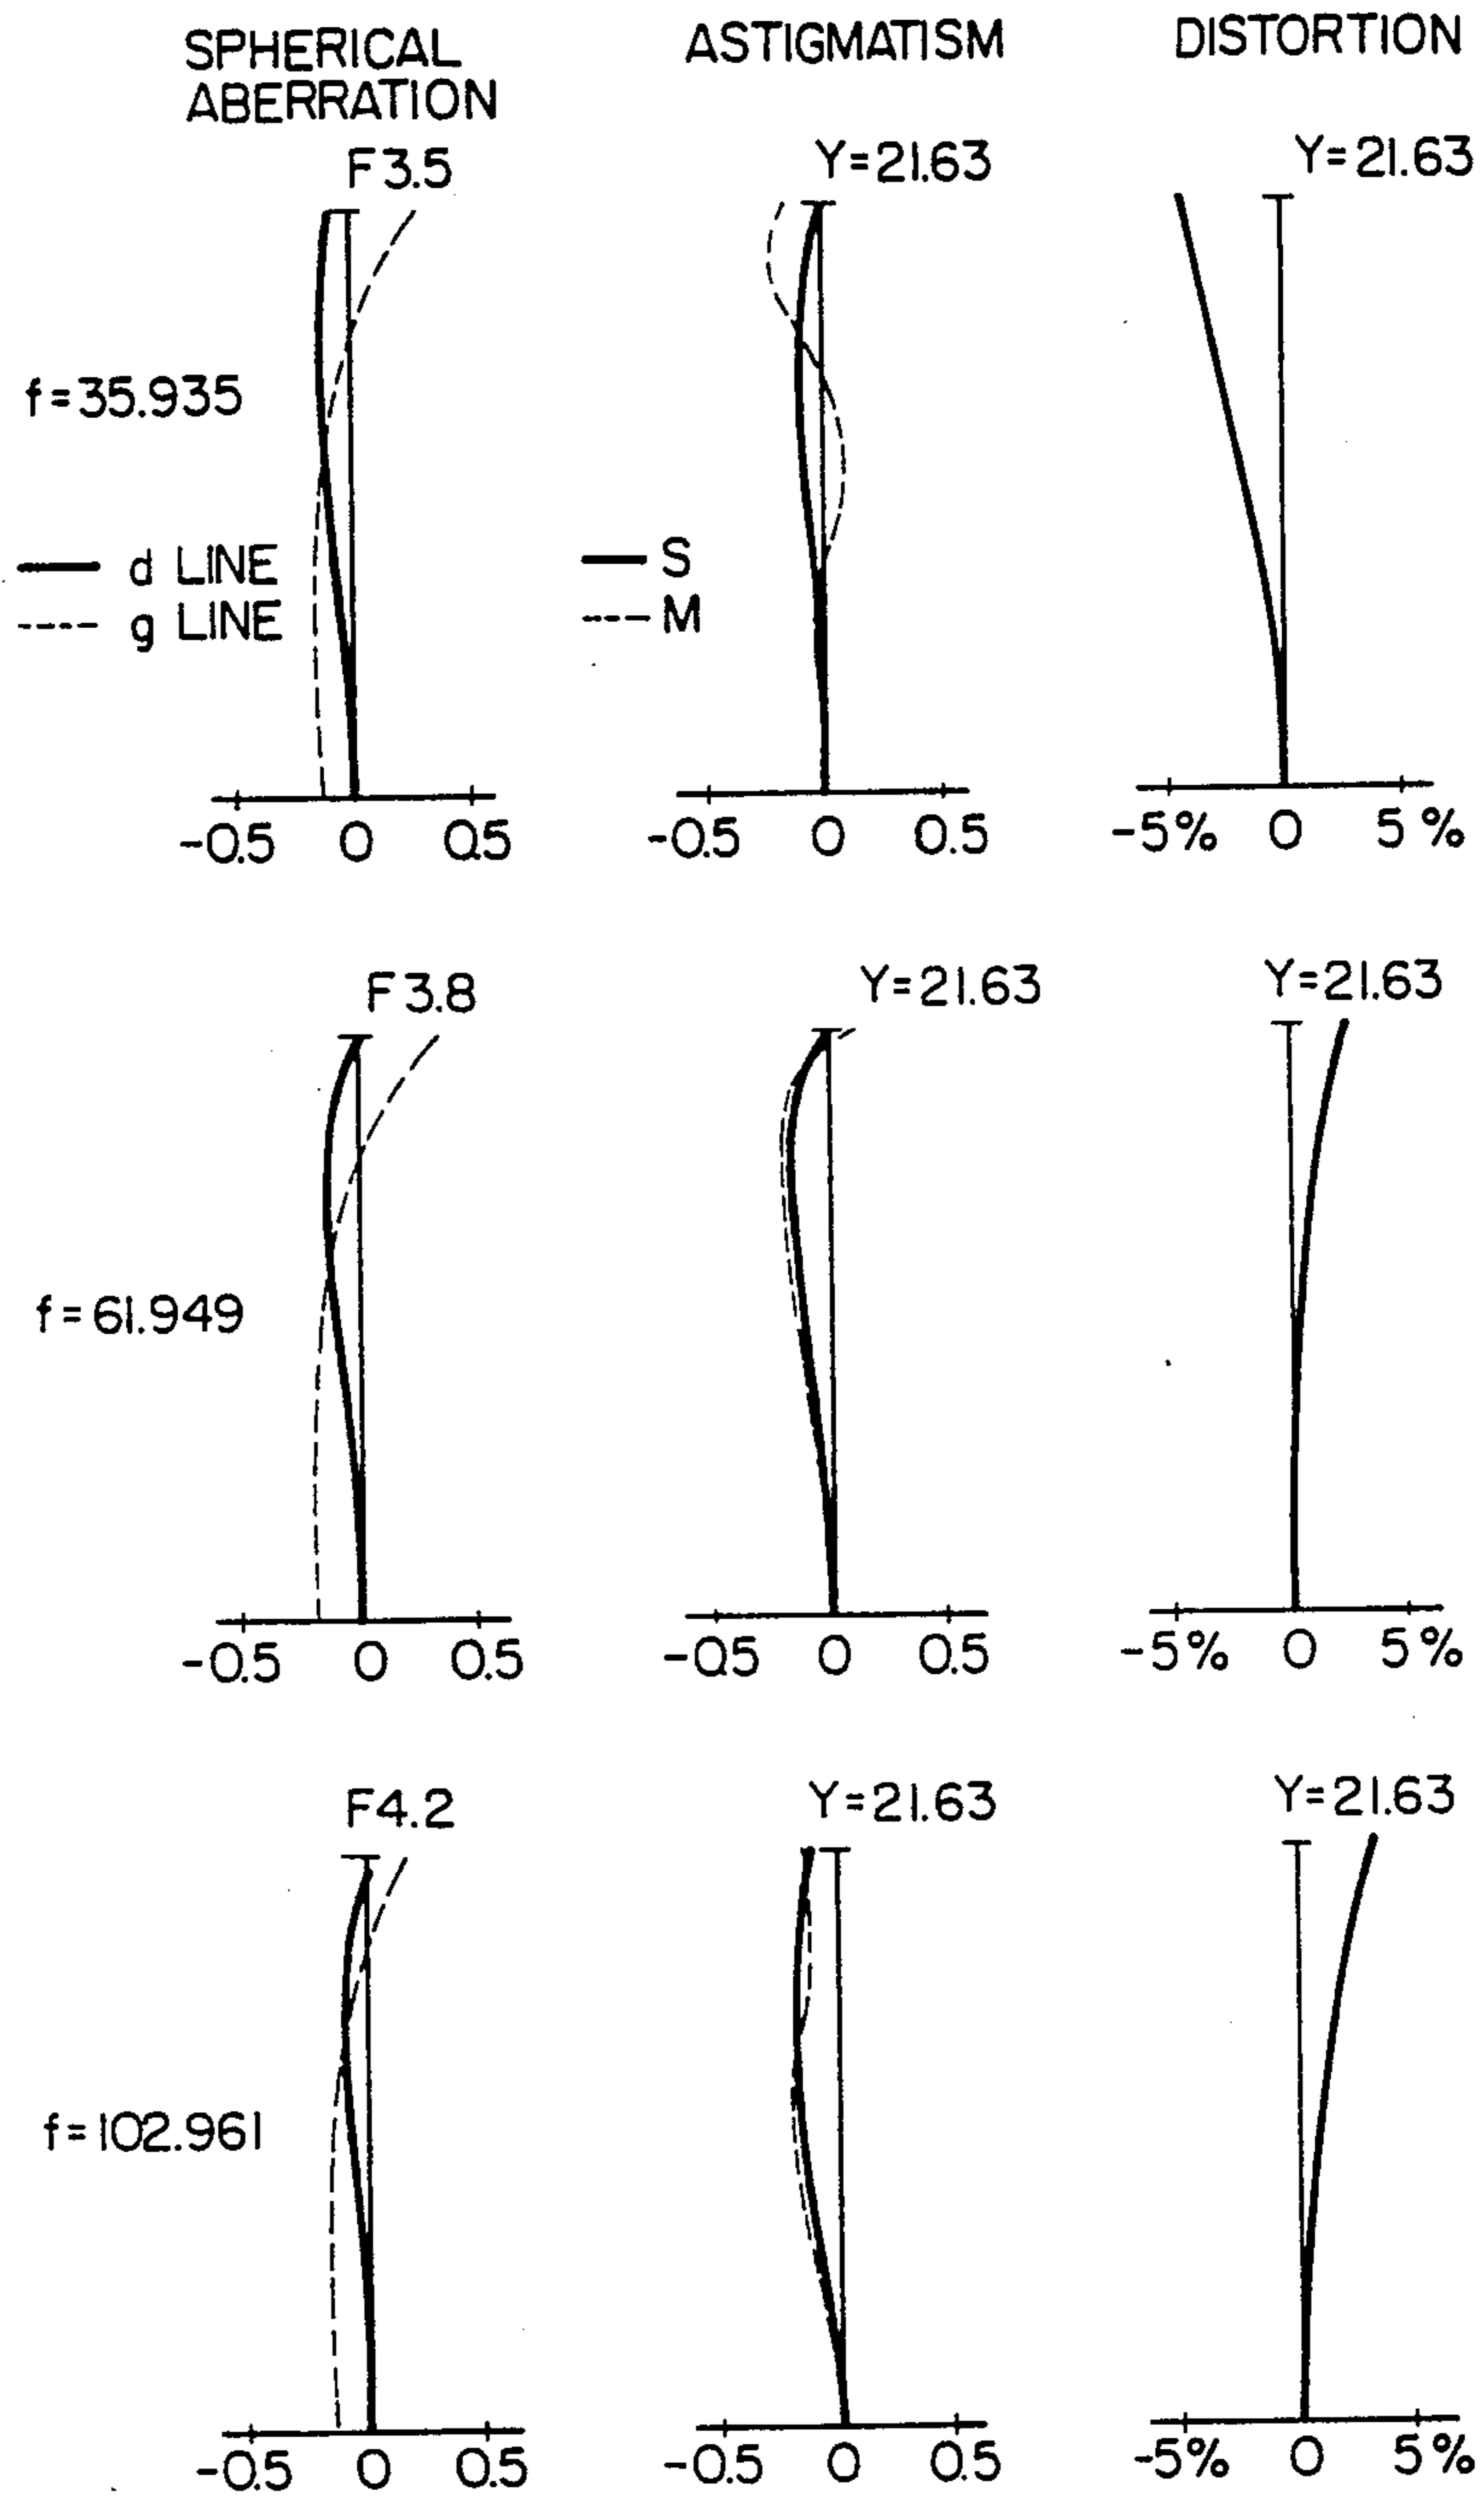 SPHERICAL
ABERRATION
ASTIGMATISM
DISTORTION
F3.5
Y=21.63
Y=21.63
f=35.935
d LINE
g LINE
S
M
-0.5 0 0.5
-0.5 0 0.5
-5% 0 5%
F3.8
Y=21.63
Y=21.63
f=61.949
-0.5 0 0.5
-0.5 0 0.5
-5% 0 5%
F4.2
Y=21.63
Y=21.63
f=102.961
-0.5 0 0.5
-0.5 0 0.5
-5% 0 5%